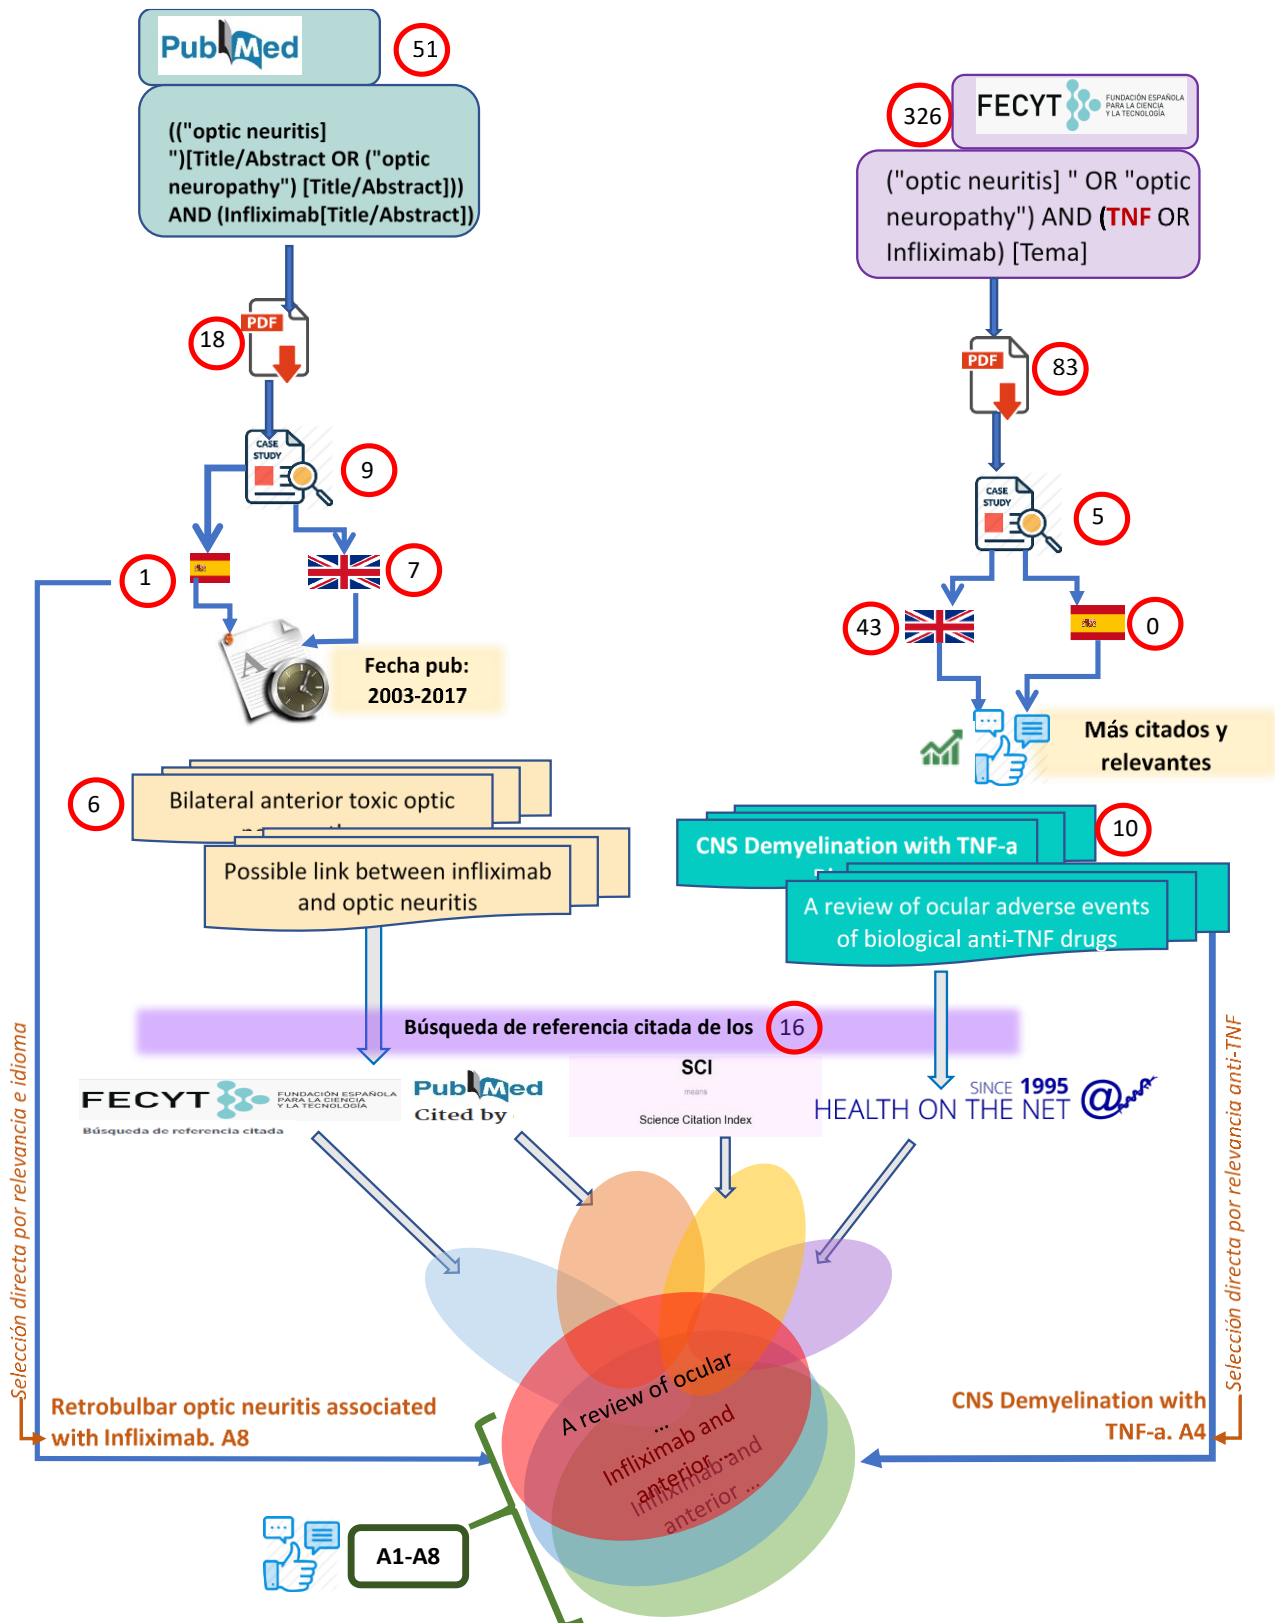 PubMed
51
(("optic neuritis]
")[Title/Abstract OR ("optic
neuropathy") [Title/Abstract]))
AND (Infliximab[Title/Abstract])
326
FECYT
FUNDACIÓN ESPAÑOLA
PARA LA CIENCIA
Y LA TECNOLOGÍA
("optic neuritis] " OR "optic
neuropathy") AND (TNF OR
Infliximab) [Tema]
PDF
18
PDF
83
CASE
STUDY
9
CASE
STUDY
5
1
7
43
0
Fecha pub:
2003-2017
Más citados y
relevantes
6
Bilateral anterior toxic optic
Possible link between infliximab
and optic neuritis
10
CNS Demyelination with TNF-a
A review of ocular adverse events
of biological anti-TNF drugs
Búsqueda de referencia citada de los
16
FECYT
FUNDACIÓN ESPAÑOLA
PARA LA CIENCIA
Y LA TECNOLOGÍA
Búsqueda de referencia citada
PubMed
Cited by
SCI
means
Science Citation Index
SINCE 1995
HEALTH ON THE NET @
Selección directa por relevancia e idioma
Selección directa por relevancia anti-TNF
Retrobulbar optic neuritis associated
with Infliximab. A8
CNS Demyelination with
TNF-a. A4
A review of ocular
...
Infliximab and
anterior ...
Infliximab and
anterior ...
A1-A8